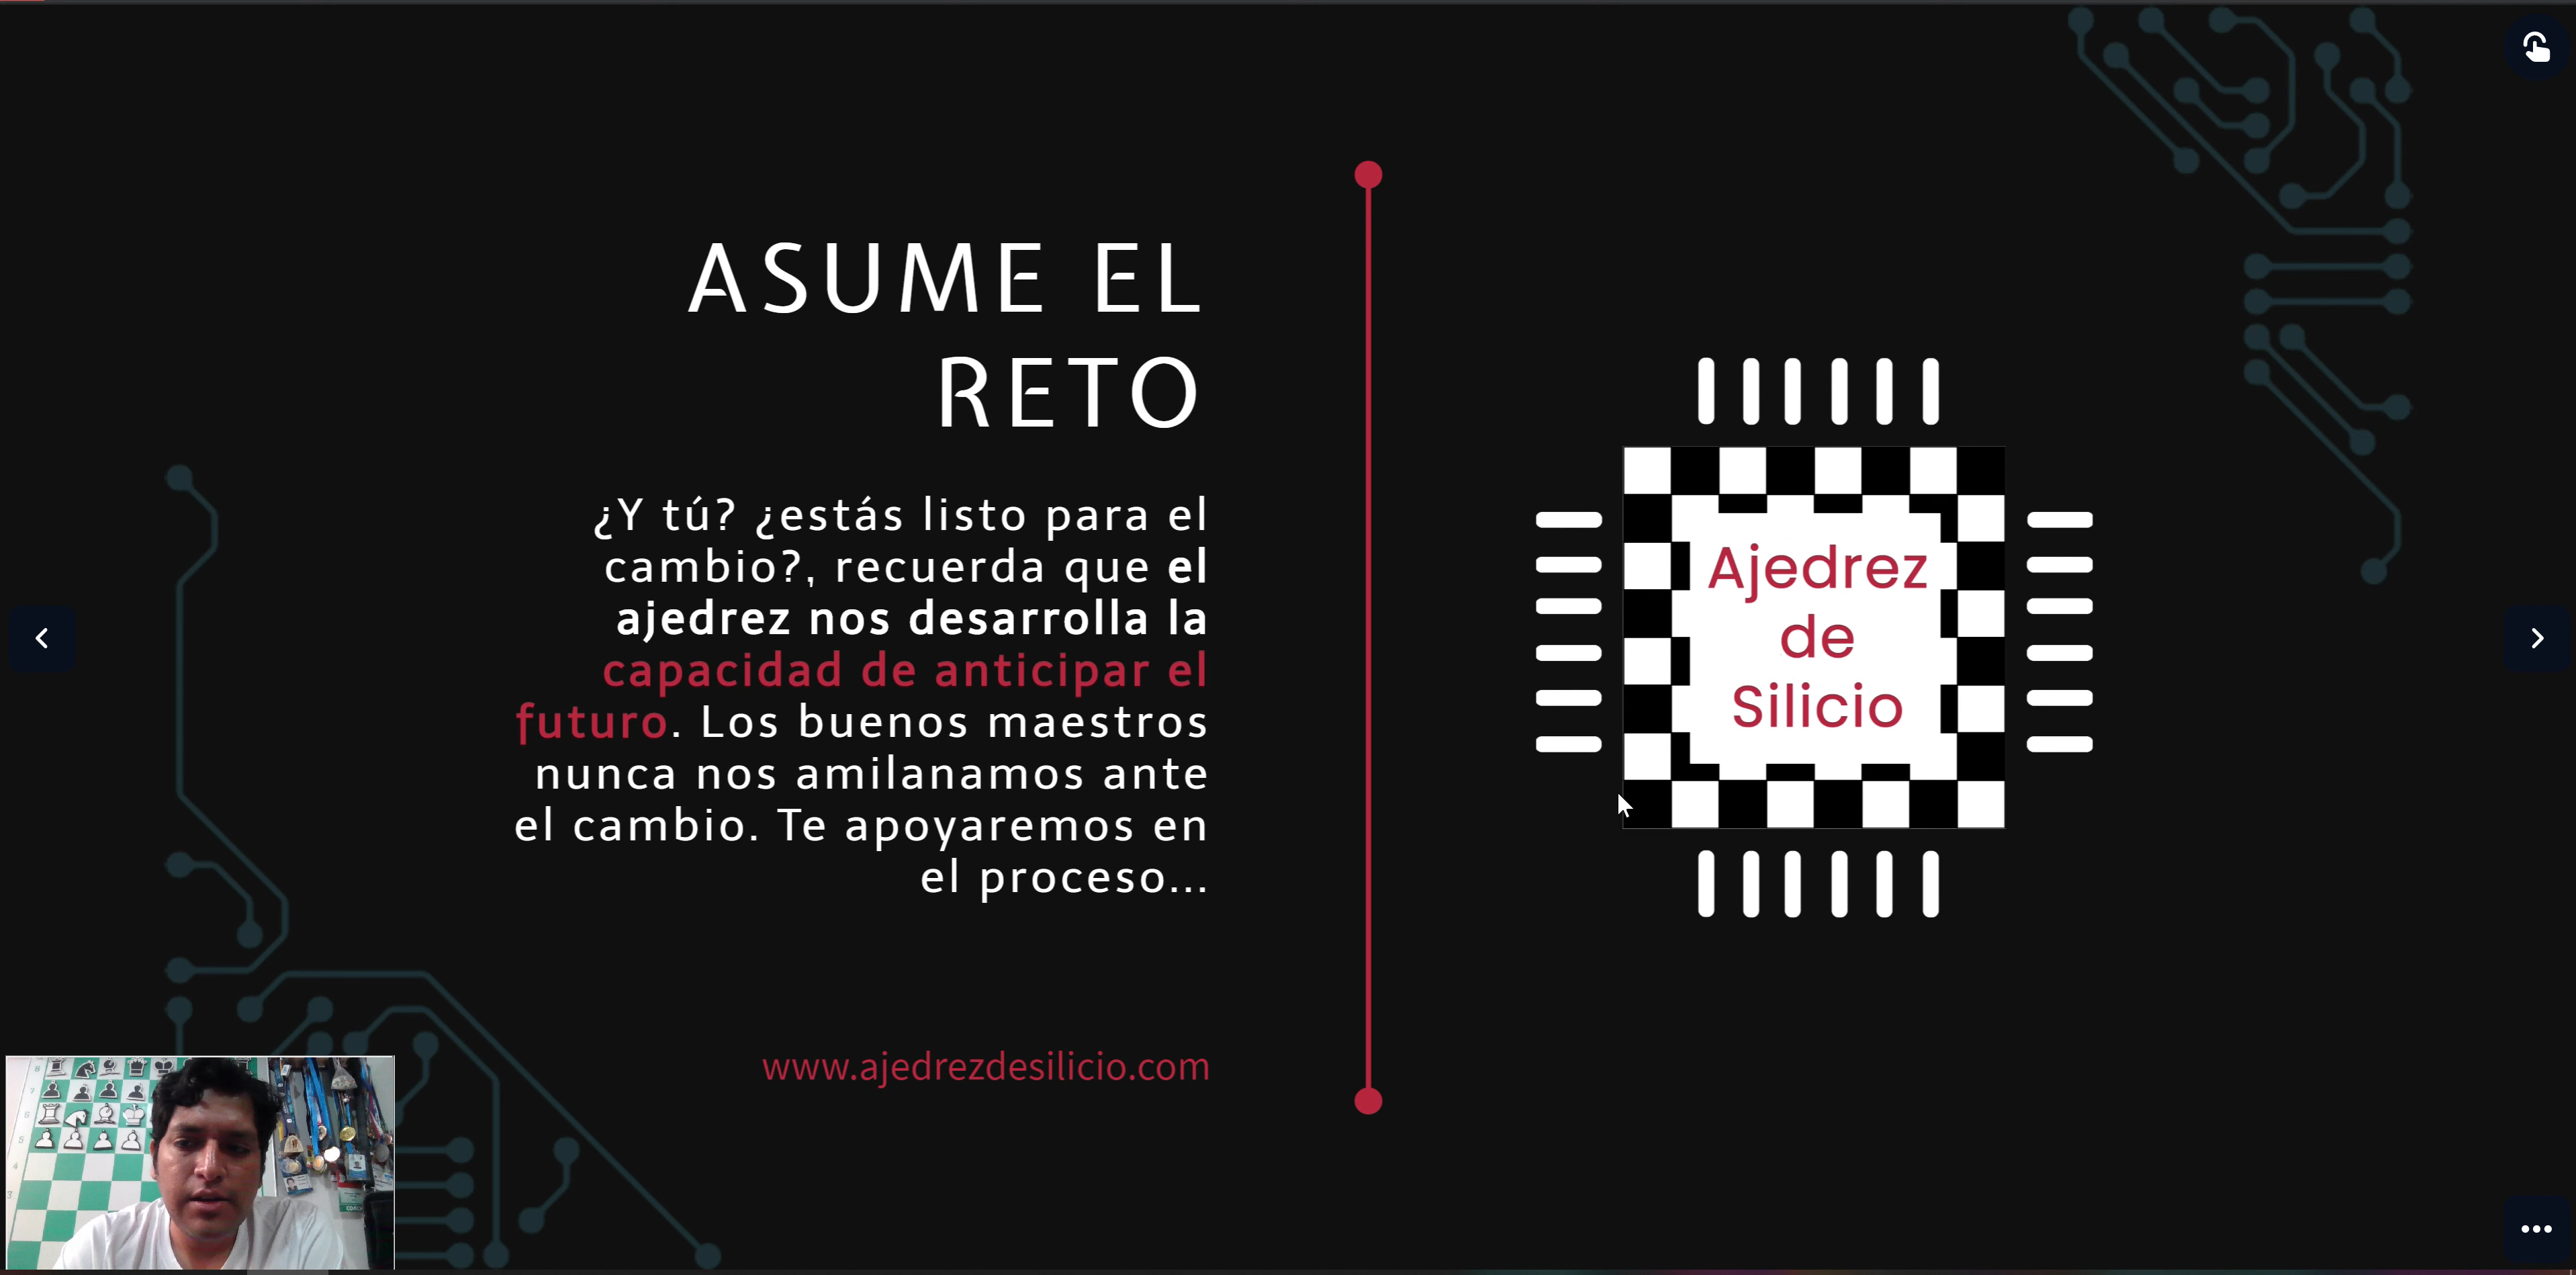 ASUME EL
RETO
¿Y tú? ¿estás listo para el
cambio?, recuerda que el
ajedrez nos desarrolla la
capacidad de anticipar el
futuro. Los buenos maestros
nunca nos amilanamos ante
el cambio. Te apoyaremos en
el proceso...
www.ajedrezdesilicio.com
Ajedrez
de
Silicio